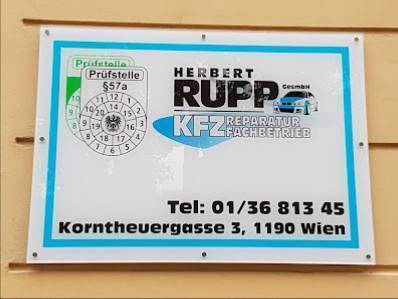 Prüfstelle
Prüfstelle
§57a
HERBERT
RUPP GesmbH
KFZ REPARATUR
FACHBETRIEB
Tel: 01/36 813 45
Korntheuergasse 3, 1190 Wien